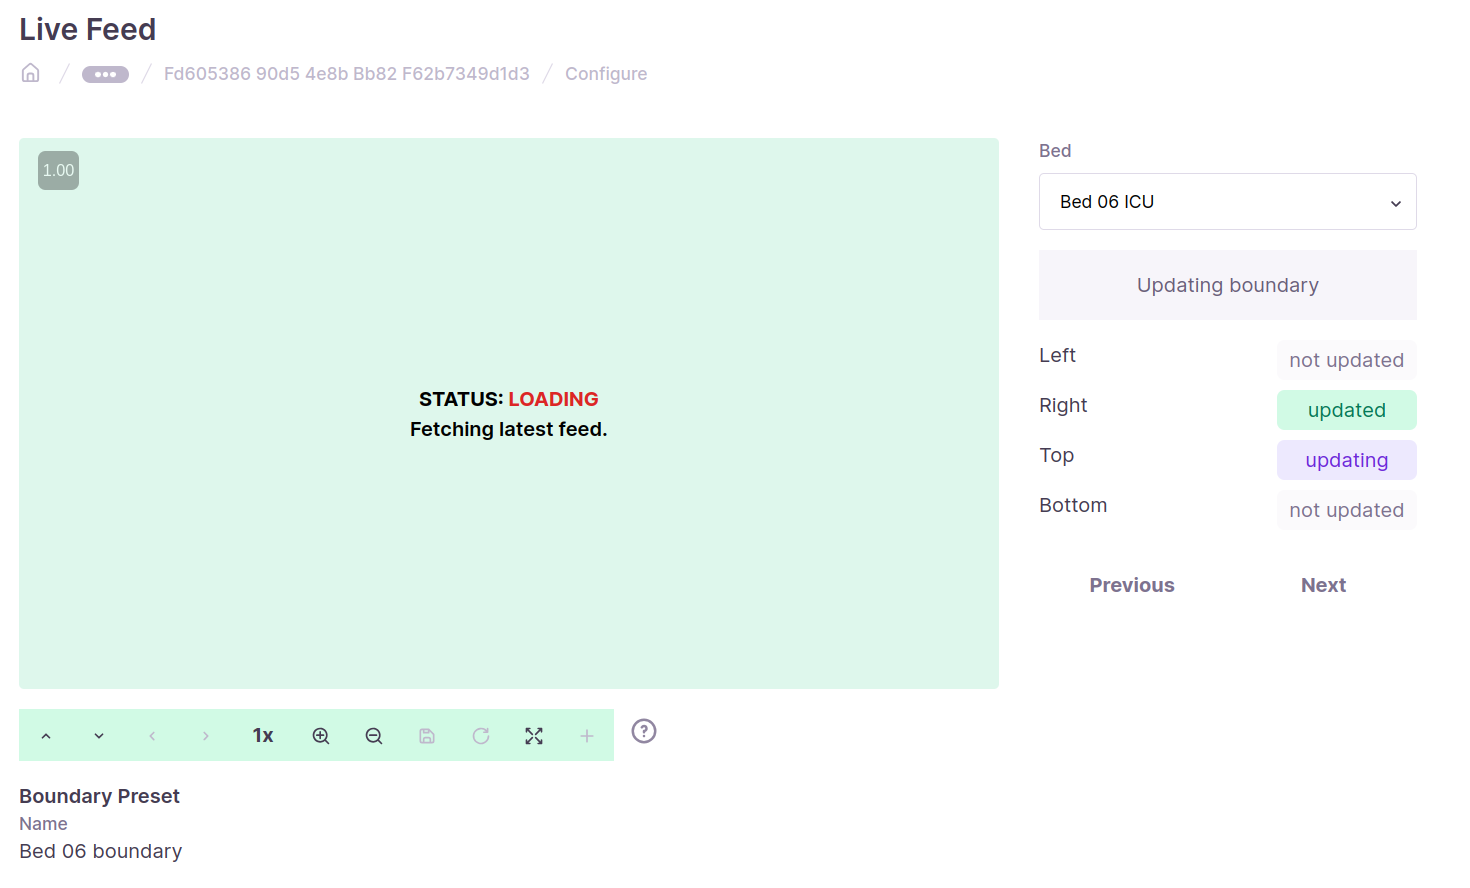 Live Feed
Fd605386 90d5 4e8b Bb82 F62b7349d1d3 / Configure
1.00
STATUS: LOADING
Fetching latest feed.
Bed
Bed 06 ICU
Updating boundary
Left not updated
Right updated
Top updating
Bottom not updated
Previous Next
1x
Boundary Preset
Name
Bed 06 boundary